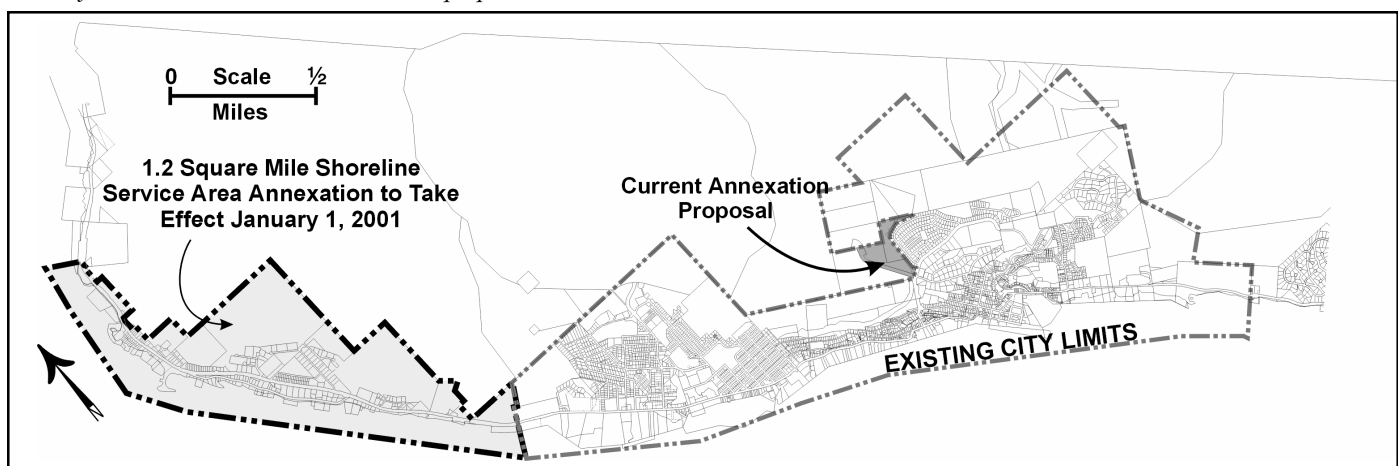 0 Scale ½
Miles
1.2 Square Mile Shoreline
Service Area Annexation to Take
Effect January 1, 2001
Current Annexation
Proposal
EXISTING CITY LIMITS